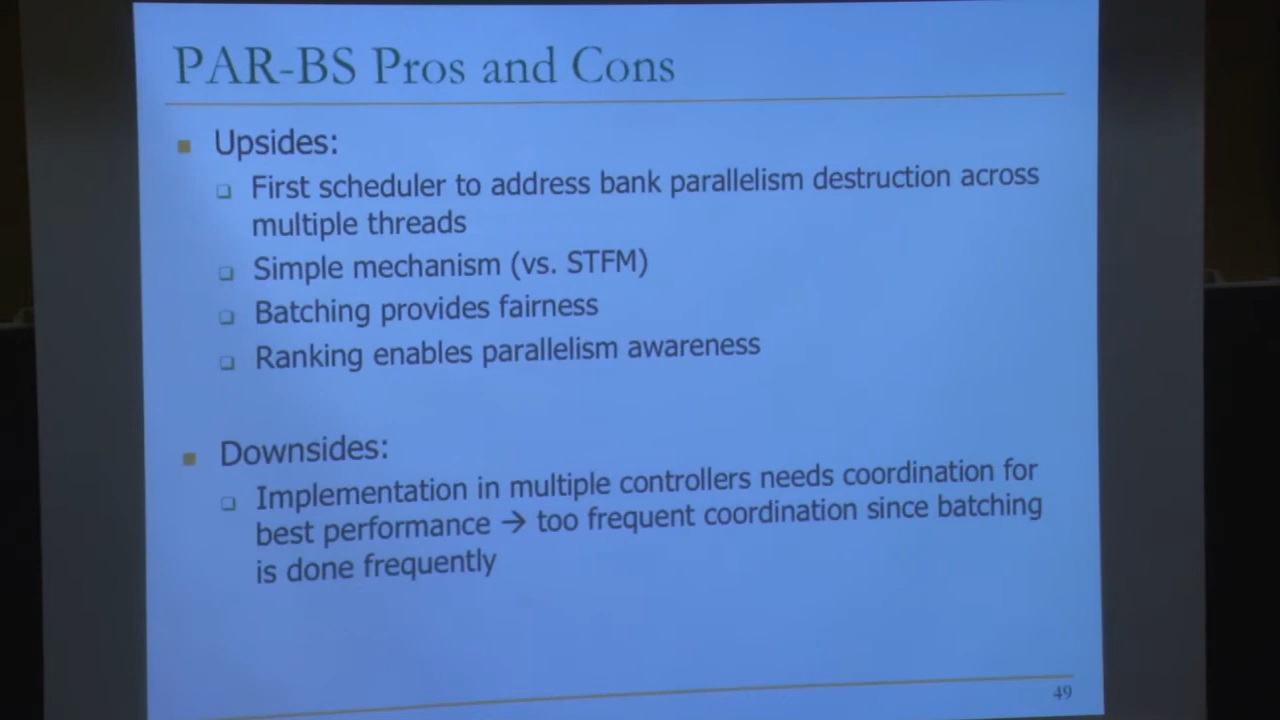 PAR-BS Pros and Cons
Upsides:
First scheduler to address bank parallelism destruction across
multiple threads
Simple mechanism (vs. STFM)
Batching provides fairness
Ranking enables parallelism awareness
Downsides:
Implementation in multiple controllers needs coordination for
best performance → too frequent coordination since batching
is done frequently
49